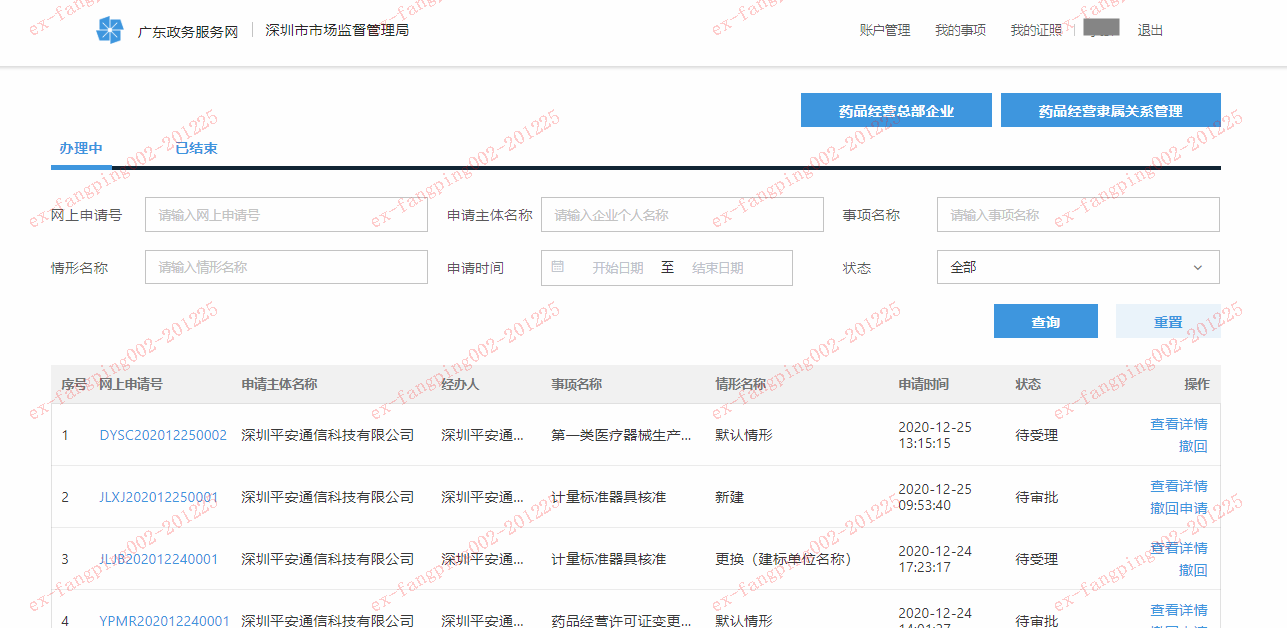 广东政务服务网 深圳市市场监督管理局 账户管理 我的事项 我的证照 退出
药品经营总部企业 药品经营隶属关系管理
办理中 已结束
网上申请号 请输入网上申请号 申请主体名称 请输入企业个人名称 事项名称 请输入事项名称
情形名称 请输入情形名称 申请时间 开始日期 至 结束日期 状态 全部
查询 重置
序号 网上申请号 申请主体名称 经办人 事项名称 情形名称 申请时间 状态 操作
1 DYSC202012250002 深圳平安通信科技有限公司 深圳平安通... 第一类医疗器械生产... 默认情形 2020-12-25 13:15:15 待受理 查看详情 撤回
2 JLXJ202012250001 深圳平安通信科技有限公司 深圳平安通... 计量标准器具核准 新建 2020-12-25 09:53:40 待审批 查看详情 撤回申请
3 JLJB202012240001 深圳平安通信科技有限公司 深圳平安通... 计量标准器具核准 更换（建标单位名称） 2020-12-24 17:23:17 待受理 查看详情 撤回
4 YPMR202012240001 深圳平安通信科技有限公司 深圳平安通... 药品经营许可证变更... 默认情形 2020-12-24 待审批 查看详情
ex-fangping002-201225